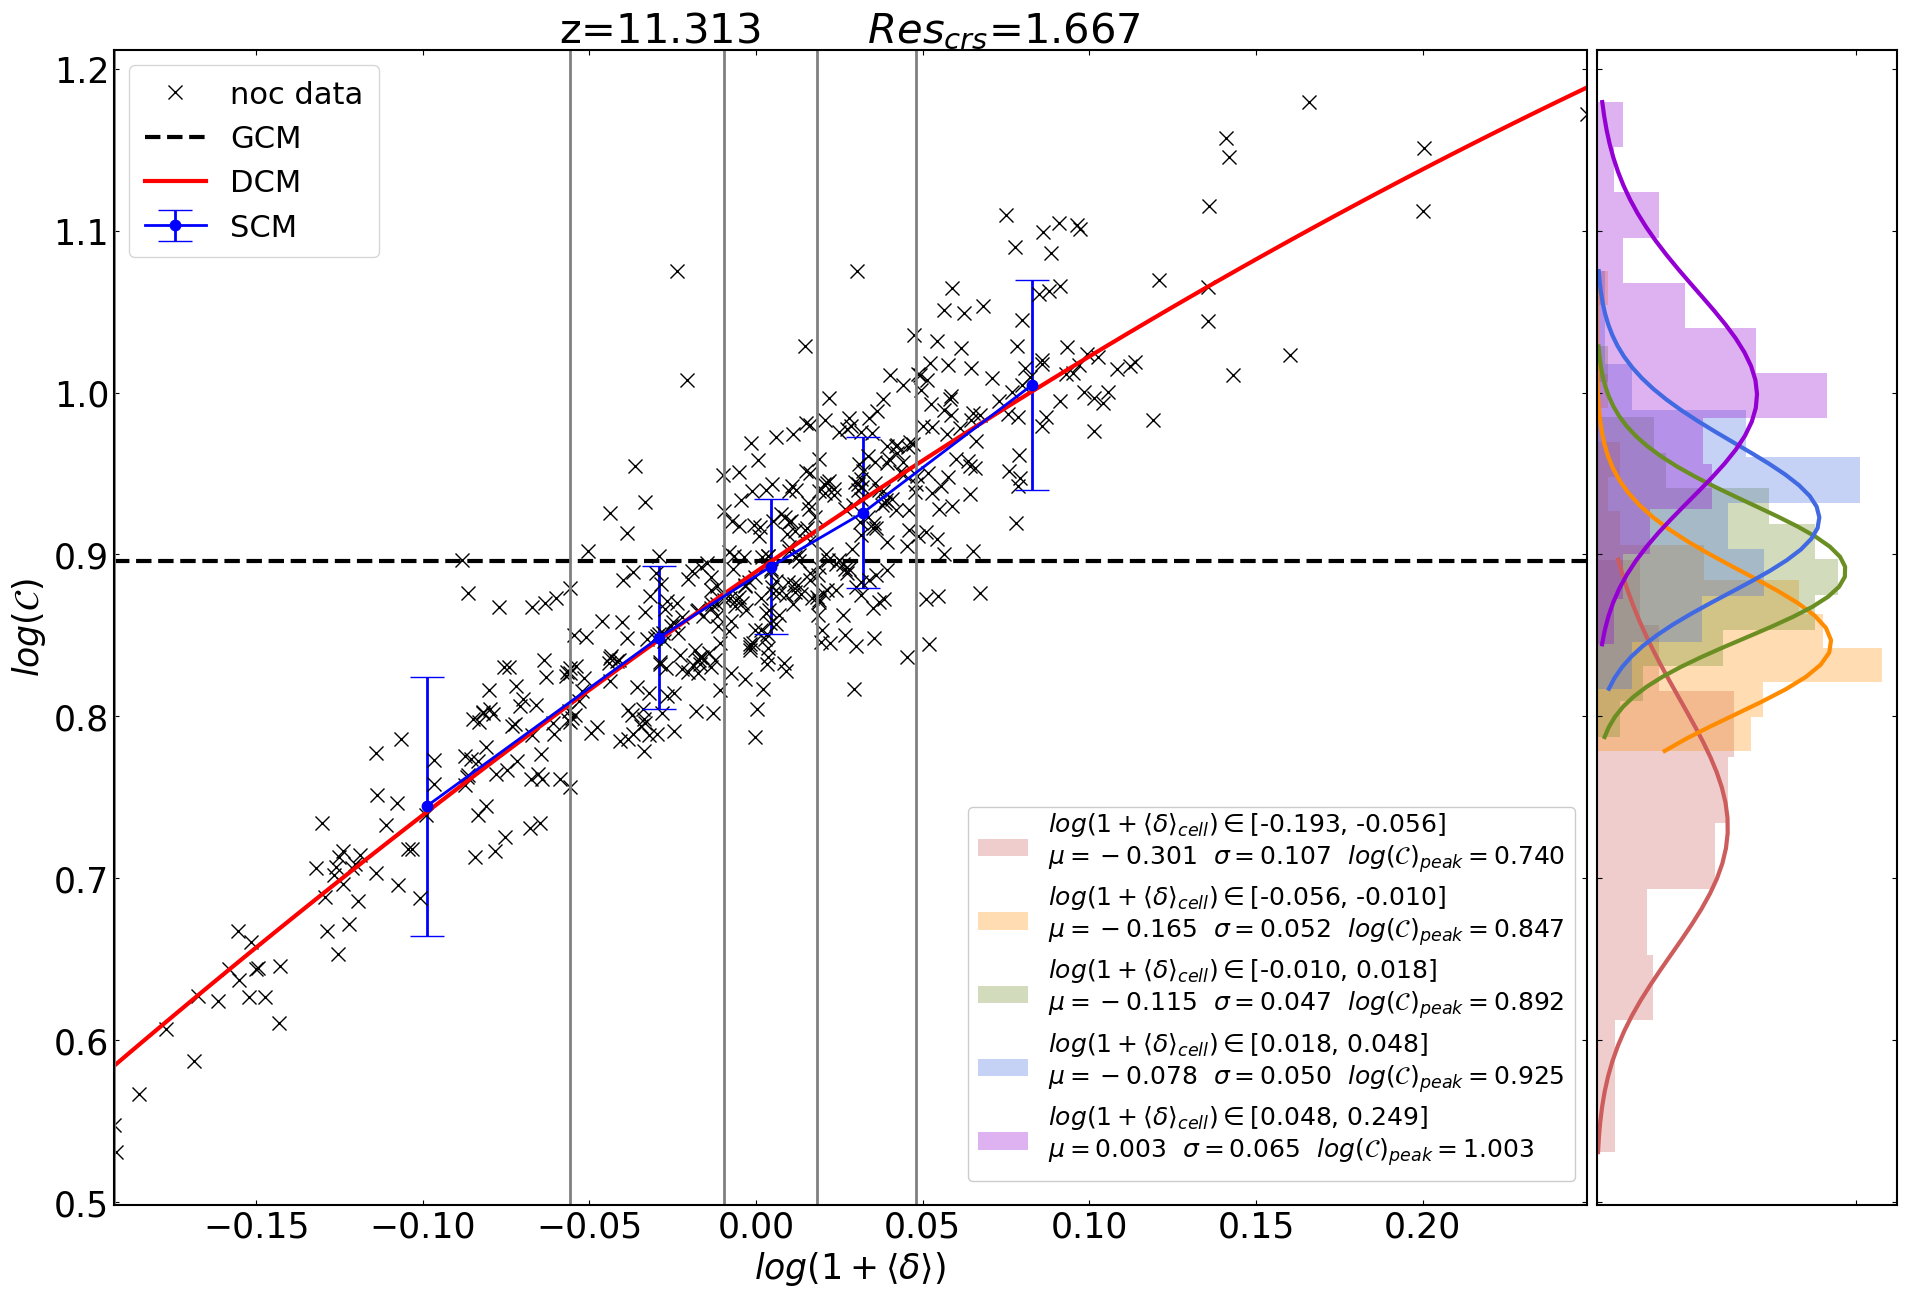 z=11.313 Res_crs=1.667
noc data
GCM
DCM
SCM
1.2
1.1
1.0
0.9
0.8
0.7
0.6
0.5
log(𝒞)
log(1 + ⟨δ⟩_cell) ∈ [-0.193, -0.056]
μ = −0.301 σ = 0.107 log(𝒞)_peak = 0.740
log(1 + ⟨δ⟩_cell) ∈ [-0.056, -0.010]
μ = −0.165 σ = 0.052 log(𝒞)_peak = 0.847
log(1 + ⟨δ⟩_cell) ∈ [-0.010, 0.018]
μ = −0.115 σ = 0.047 log(𝒞)_peak = 0.892
log(1 + ⟨δ⟩_cell) ∈ [0.018, 0.048]
μ = −0.078 σ = 0.050 log(𝒞)_peak = 0.925
log(1 + ⟨δ⟩_cell) ∈ [0.048, 0.249]
μ = 0.003 σ = 0.065 log(𝒞)_peak = 1.003
−0.15 −0.10 −0.05 0.00 0.05 0.10 0.15 0.20
log(1 + ⟨δ⟩)